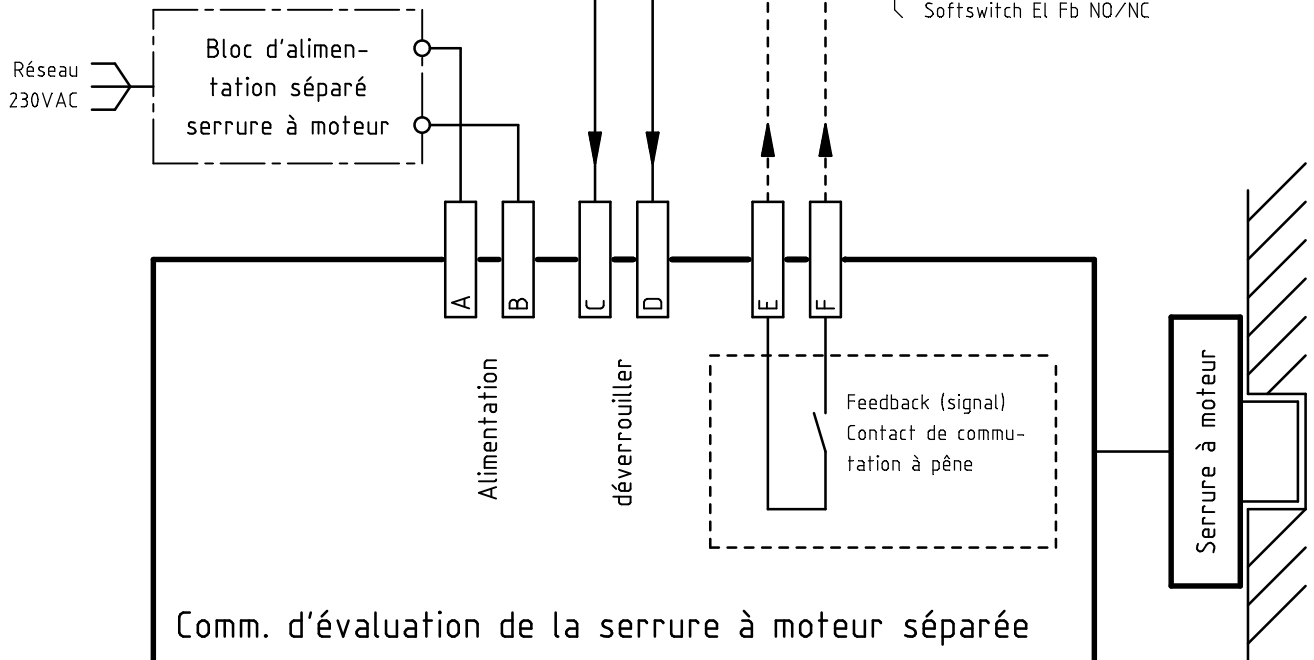 Softswitch El Fb NO/NC
Bloc d'alimen-
tation séparé
serrure à moteur
Réseau
230VAC
A
B
C
D
E
F
Alimentation
déverrouiller
Feedback (signal)
Contact de commu-
tation à pêne
Serrure à moteur
Comm. d'évaluation de la serrure à moteur séparée